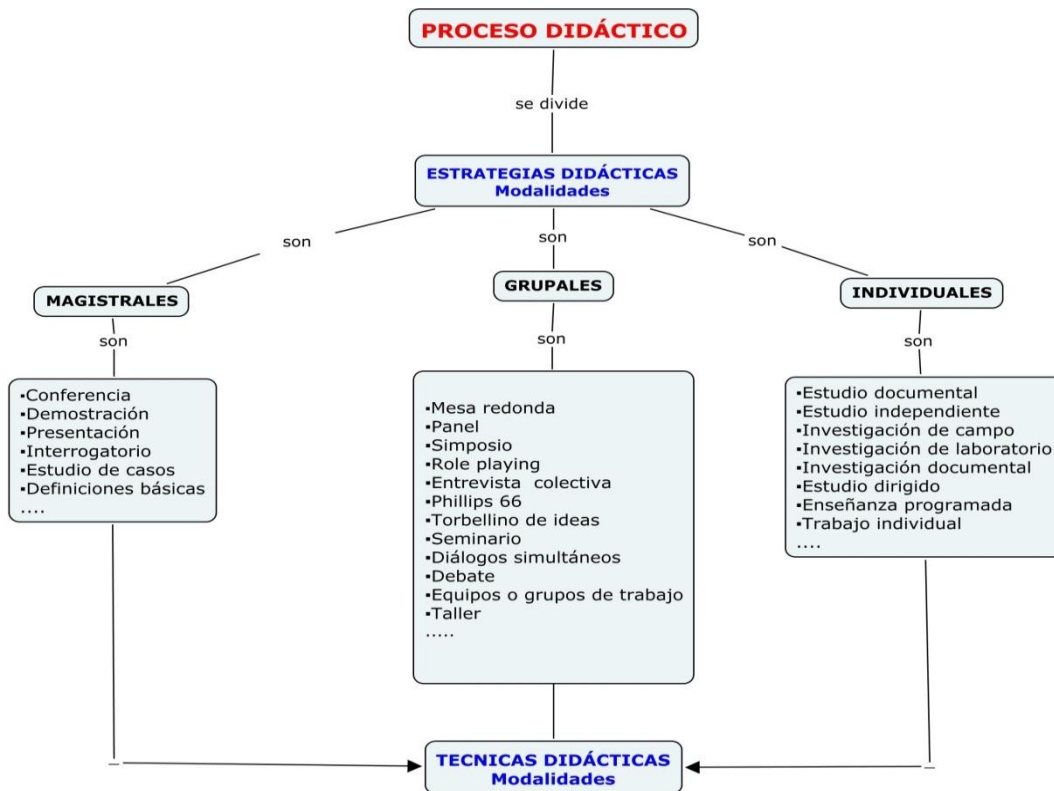 PROCESO DIDÁCTICO
se divide
ESTRATEGIAS DIDÁCTICAS
Modalidades
son
son
son
MAGISTRALES
GRUPALES
INDIVIDUALES
son
son
son
▪Conferencia
▪Demostración
▪Presentación
▪Interrogatorio
▪Estudio de casos
▪Definiciones básicas
....
▪Mesa redonda
▪Panel
▪Simposio
▪Role playing
▪Entrevista colectiva
▪Phillips 66
▪Torbellino de ideas
▪Seminario
▪Diálogos simultáneos
▪Debate
▪Equipos o grupos de trabajo
▪Taller
.....
▪Estudio documental
▪Estudio independiente
▪Investigación de campo
▪Investigación de laboratorio
▪Investigación documental
▪Estudio dirigido
▪Enseñanza programada
▪Trabajo individual
....
TECNICAS DIDÁCTICAS
Modalidades